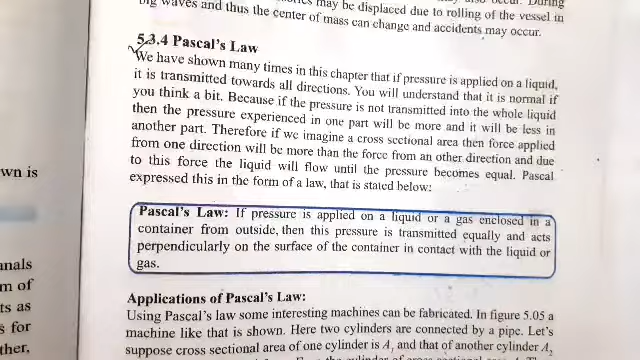 may be displaced due to rolling of the vessel in
big waves and thus the center of mass can change and accidents may occur.
5.3.4 Pascal's Law
We have shown many times in this chapter that if pressure is applied on a liquid,
it is transmitted towards all directions. You will understand that it is normal if
you think a bit. Because if the pressure is not transmitted into the whole liquid
then the pressure experienced in one part will be more and it will be less in
another part. Therefore if we imagine a cross sectional area then force applied
from one direction will be more than the force from an other direction and due
to this force the liquid will flow until the pressure becomes equal. Pascal
expressed this in the form of a law, that is stated below:
Pascal's Law: If pressure is applied on a liquid or a gas enclosed in a
container from outside, then this pressure is transmitted equally and acts
perpendicularly on the surface of the container in contact with the liquid or
gas.
Applications of Pascal's Law:
Using Pascal's law some interesting machines can be fabricated. In figure 5.05 a
machine like that is shown. Here two cylinders are connected by a pipe. Let's
suppose cross sectional area of one cylinder is A₁ and that of another cylinder A₂
wn is
m of
ts as
s for